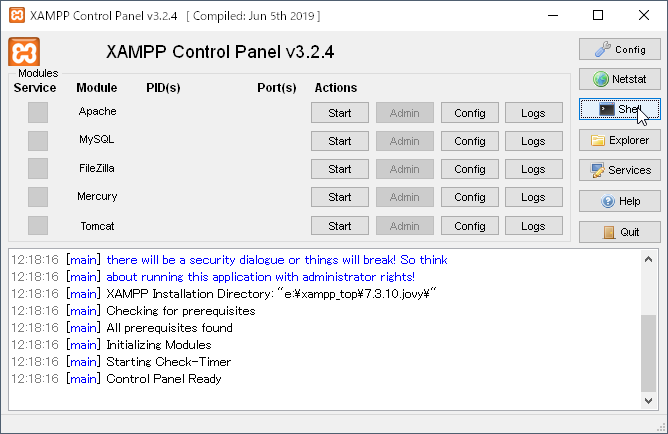 XAMPP Control Panel v3.2.4 [ Compiled: Jun 5th 2019 ]
XAMPP Control Panel v3.2.4
Config
Modules
Service Module PID(s) Port(s) Actions
Netstat
Apache Start Admin Config Logs
Shell
MySQL Start Admin Config Logs
Explorer
FileZilla Start Admin Config Logs
Services
Mercury Start Admin Config Logs
Help
Tomcat Start Admin Config Logs
Quit
12:18:16 [main] there will be a security dialogue or things will break! So think
12:18:16 [main] about running this application with administrator rights!
12:18:16 [main] XAMPP Installation Directory: "e:¥xampp_top¥7.3.10.jovy¥"
12:18:16 [main] Checking for prerequisites
12:18:16 [main] All prerequisites found
12:18:16 [main] Initializing Modules
12:18:16 [main] Starting Check-Timer
12:18:16 [main] Control Panel Ready